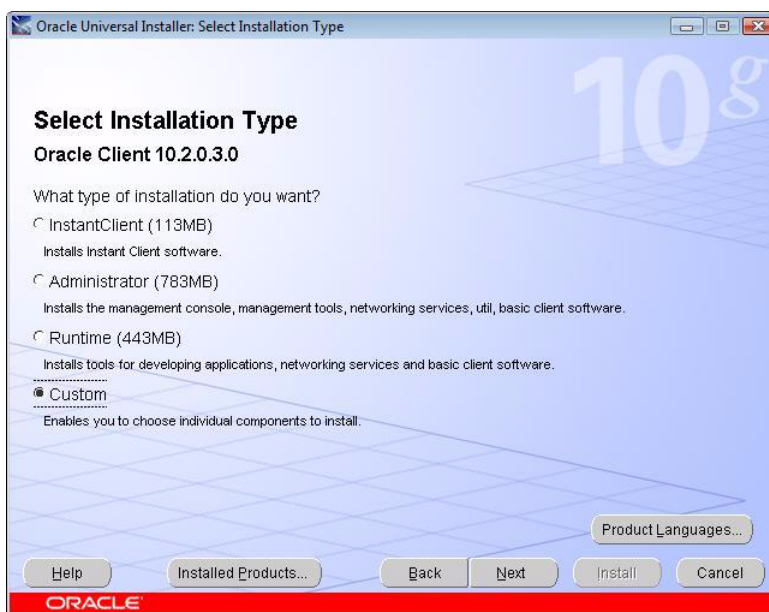 Oracle Universal Installer: Select Installation Type
10g
Select Installation Type
Oracle Client 10.2.0.3.0
What type of installation do you want?
InstantClient (113MB)
Installs Instant Client software.
Administrator (783MB)
Installs the management console, management tools, networking services, util, basic client software.
Runtime (443MB)
Installs tools for developing applications, networking services and basic client software.
Custom
Enables you to choose individual components to install.
Product Languages...
Help Installed Products... Back Next Install Cancel
ORACLE